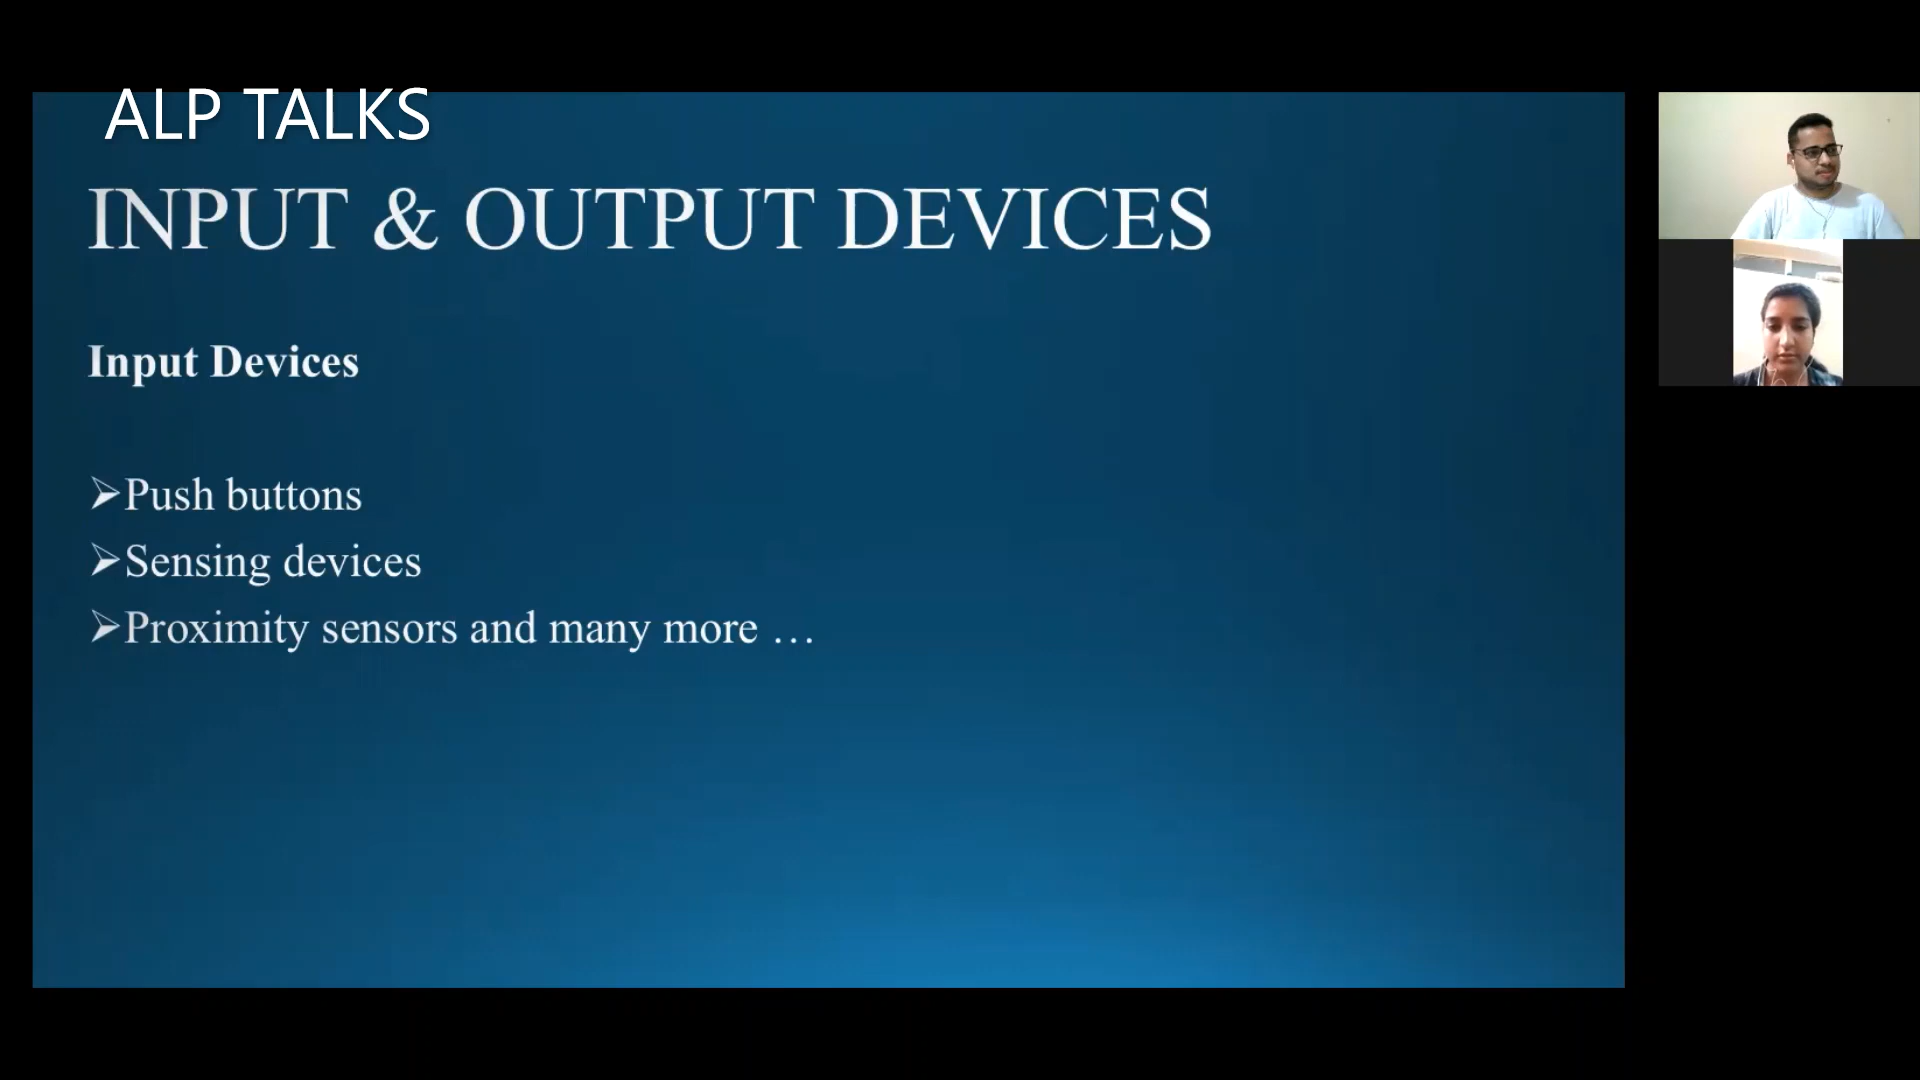 ALP TALKS
INPUT & OUTPUT DEVICES
Input Devices
➢Push buttons
➢Sensing devices
➢Proximity sensors and many more …